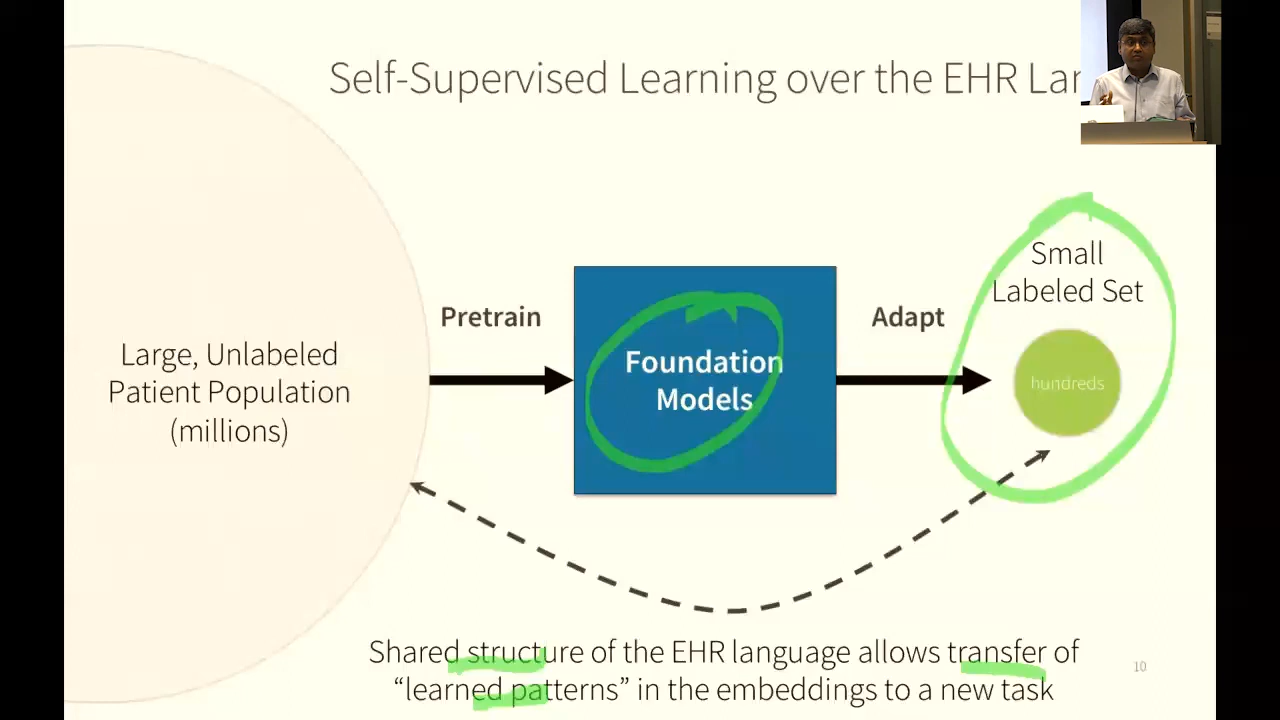 Self-Supervised Learning over the EHR
Small
Labeled Set
Pretrain
Adapt
Large, Unlabeled
Patient Population
(millions)
Foundation
Models
hundreds
Shared structure of the EHR language allows transfer of
“learned patterns” in the embeddings to a new task
10